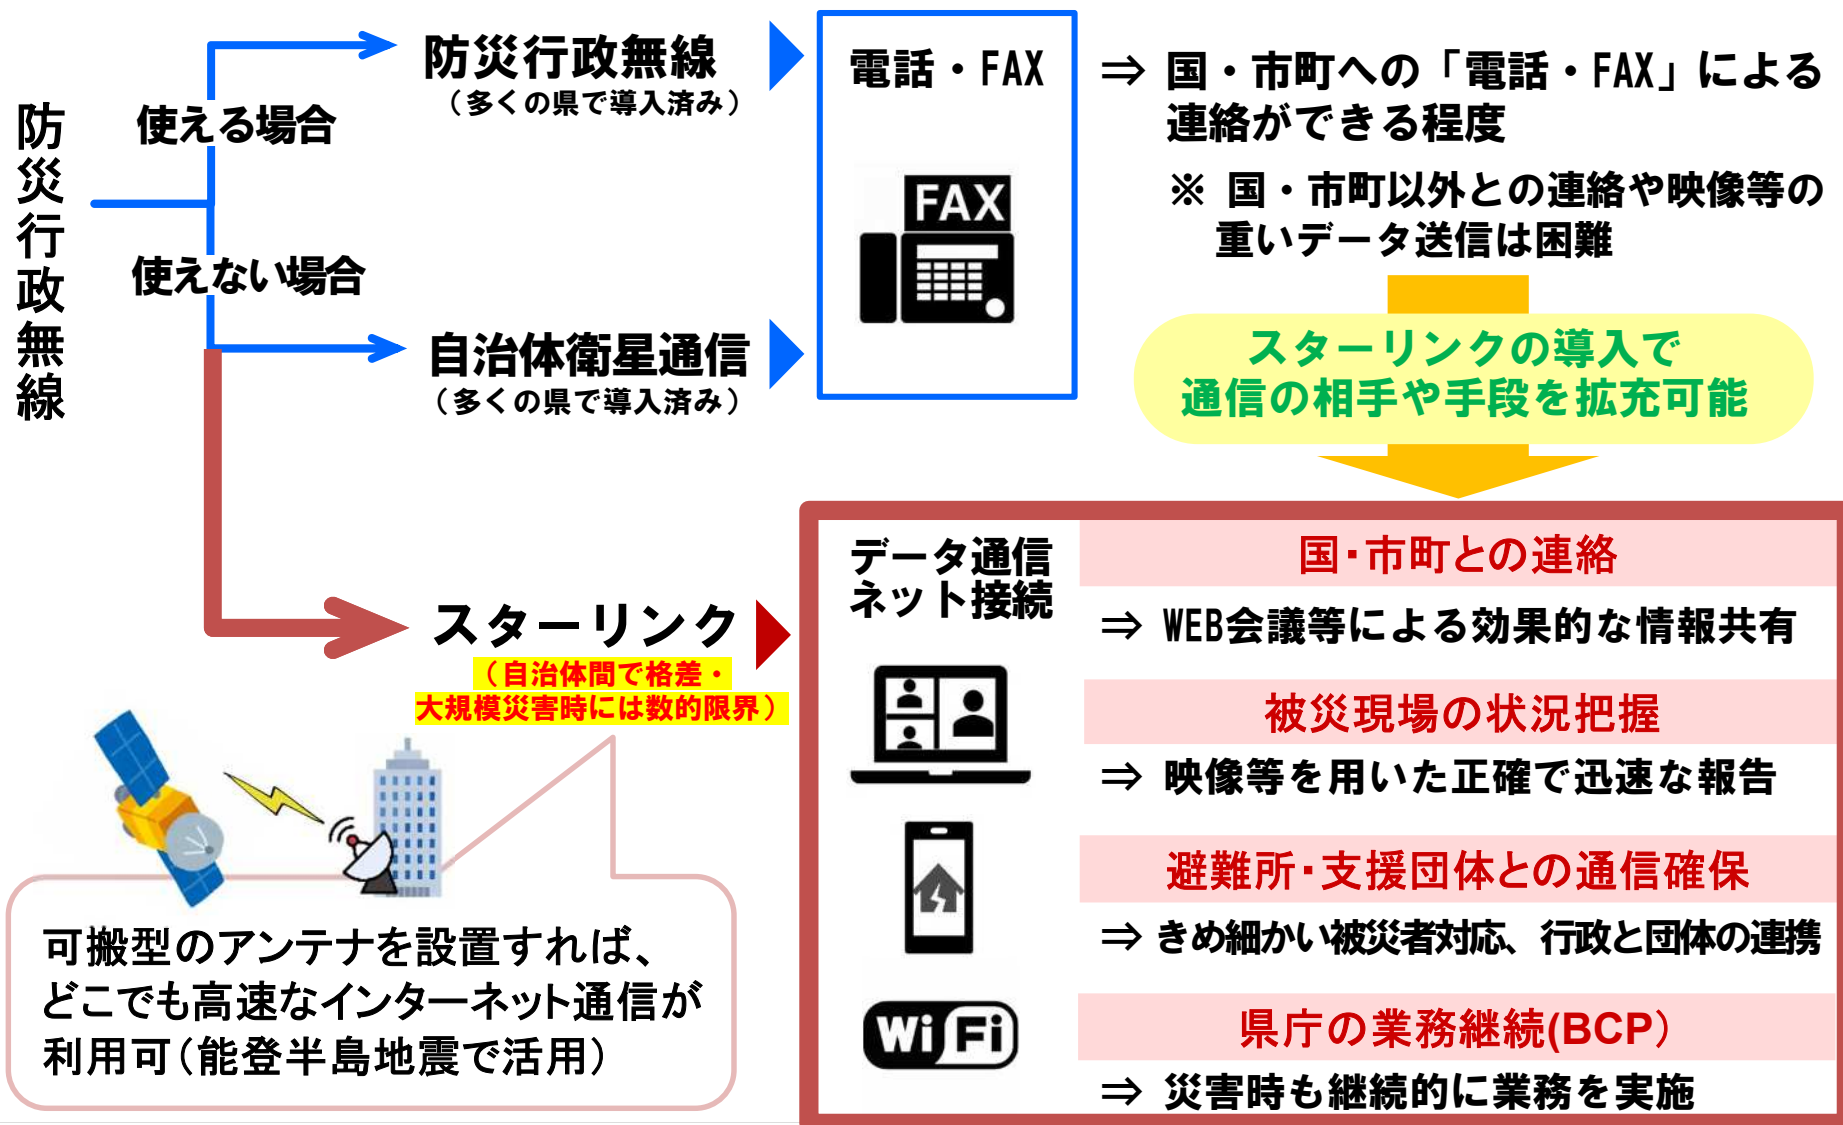 防災行政無線
使える場合
使えない場合
防災行政無線
（多くの県で導入済み）
自治体衛星通信
（多くの県で導入済み）
電話・FAX
FAX
⇒ 国・市町への「電話・FAX」による
連絡ができる程度
※ 国・市町以外との連絡や映像等の
重いデータ送信は困難
スターリンクの導入で
通信の相手や手段を拡充可能
スターリンク
（自治体間で格差・
大規模災害時には数的限界）
可搬型のアンテナを設置すれば、
どこでも高速なインターネット通信が
利用可（能登半島地震で活用）
データ通信
ネット接続
WiFi
国・市町との連絡
⇒ WEB会議等による効果的な情報共有
被災現場の状況把握
⇒ 映像等を用いた正確で迅速な報告
避難所・支援団体との通信確保
⇒ きめ細かい被災者対応、行政と団体の連携
県庁の業務継続(BCP）
⇒ 災害時も継続的に業務を実施